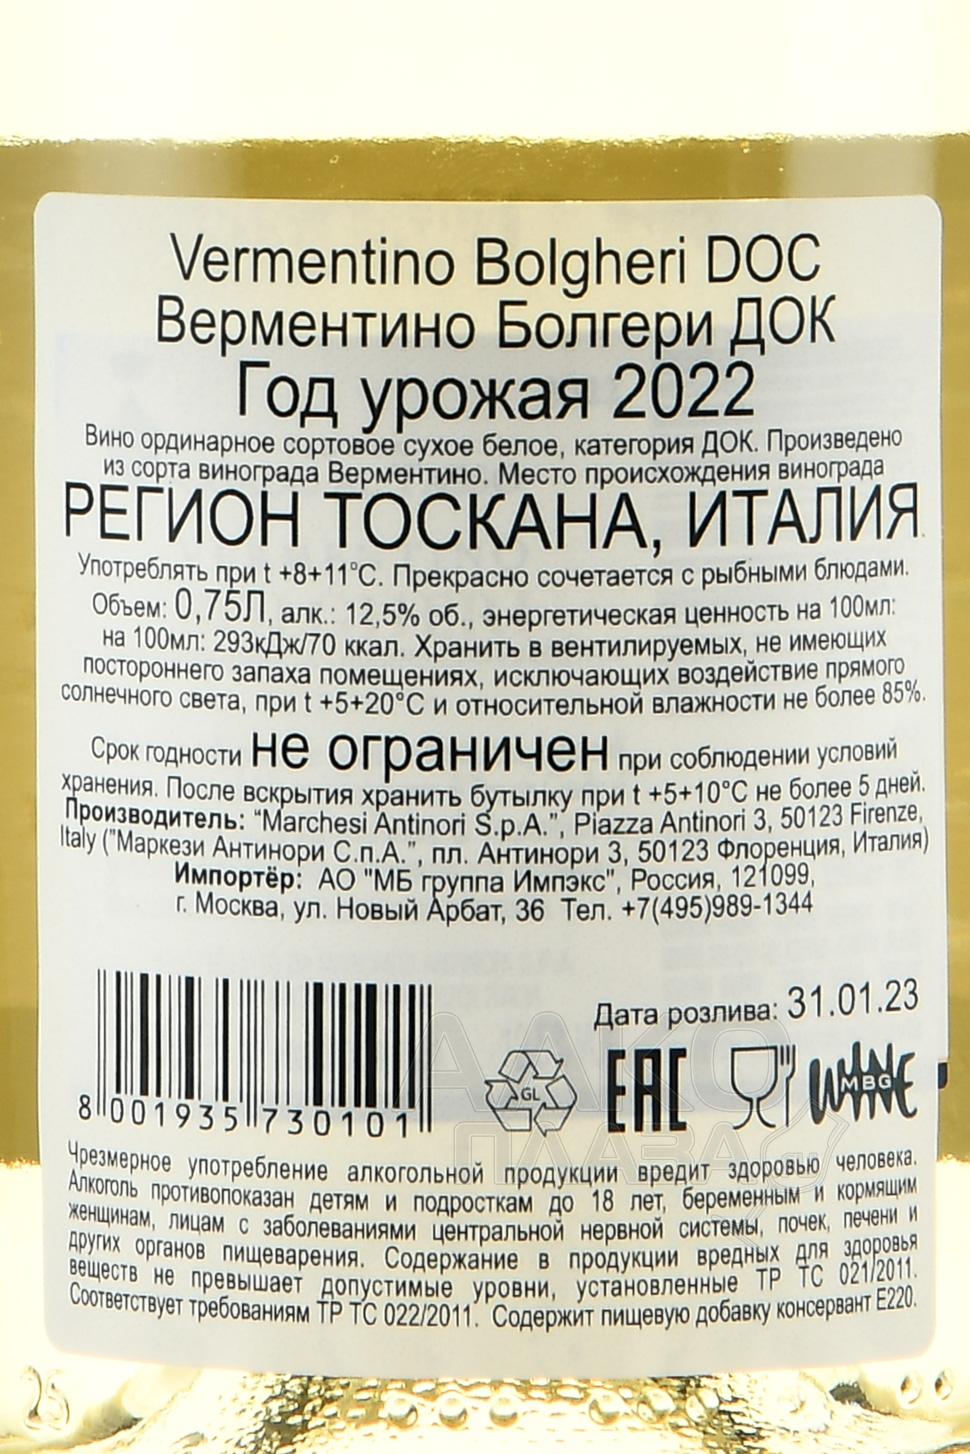 Vermentino Bolgheri DOC
Верментино Болгери ДОК
Год урожая 2022
Вино ординарное сортовое сухое белое, категория ДОК. Произведено
из сорта винограда Верментино. Место происхождения винограда
РЕГИОН ТОСКАНА, ИТАЛИЯ.
Употреблять при t +8+11°С. Прекрасно сочетается с рыбными блюдами.
Объем: 0,75Л, алк.: 12,5% об., энергетическая ценность на 100мл:
на 100мл: 293кДж/70 ккал. Хранить в вентилируемых, не имеющих
постороннего запаха помещениях, исключающих воздействие прямого
солнечного света, при t +5+20°С и относительной влажности не более 85%.
Срок годности не ограничен при соблюдении условий
хранения. После вскрытия хранить бутылку при t +5+10°С не более 5 дней.
Производитель: “Marchesi Antinori S.p.A.”, Piazza Antinori 3, 50123 Firenze,
Italy ("Маркези Антинори С.п.А.”, пл. Антинори 3, 50123 Флоренция, Италия)
Импортёр: АО "МБ группа Импэкс", Россия, 121099,
г. Москва, ул. Новый Арбат, 36 Тел. +7(495)989-1344
Дата розлива: 31.01.23
8 001935 730101
GL
EAC
WINE
MBG
АЛКО
ПЛАЗА.ru
Чрезмерное употребление алкогольной продукции вредит здоровью человека.
Алкоголь противопоказан детям и подросткам до 18 лет, беременным и кормящим
женщинам, лицам с заболеваниями центральной нервной системы, почек, печени и
других органов пищеварения. Содержание в продукции вредных для здоровья
веществ не превышает допустимые уровни, установленные ТР ТС 021/2011.
Соответствует требованиям ТР ТС 022/2011. Содержит пищевую добавку консервант Е220.
25